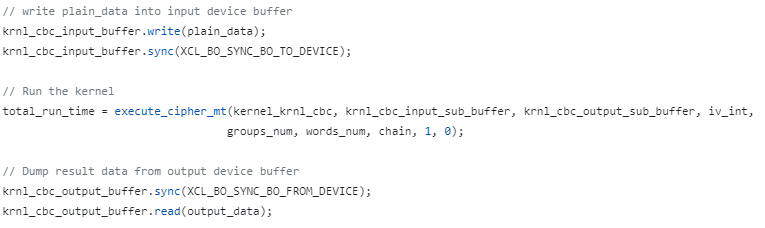 // write plain_data into input device buffer
krnl_cbc_input_buffer.write(plain_data);
krnl_cbc_input_buffer.sync(XCL_BO_SYNC_BO_TO_DEVICE);

// Run the kernel
total_run_time = execute_cipher_mt(kernel_krnl_cbc, krnl_cbc_input_sub_buffer, krnl_cbc_output_sub_buffer, iv_int,
                                   groups_num, words_num, chain, 1, 0);

// Dump result data from output device buffer
krnl_cbc_output_buffer.sync(XCL_BO_SYNC_BO_FROM_DEVICE);
krnl_cbc_output_buffer.read(output_data);